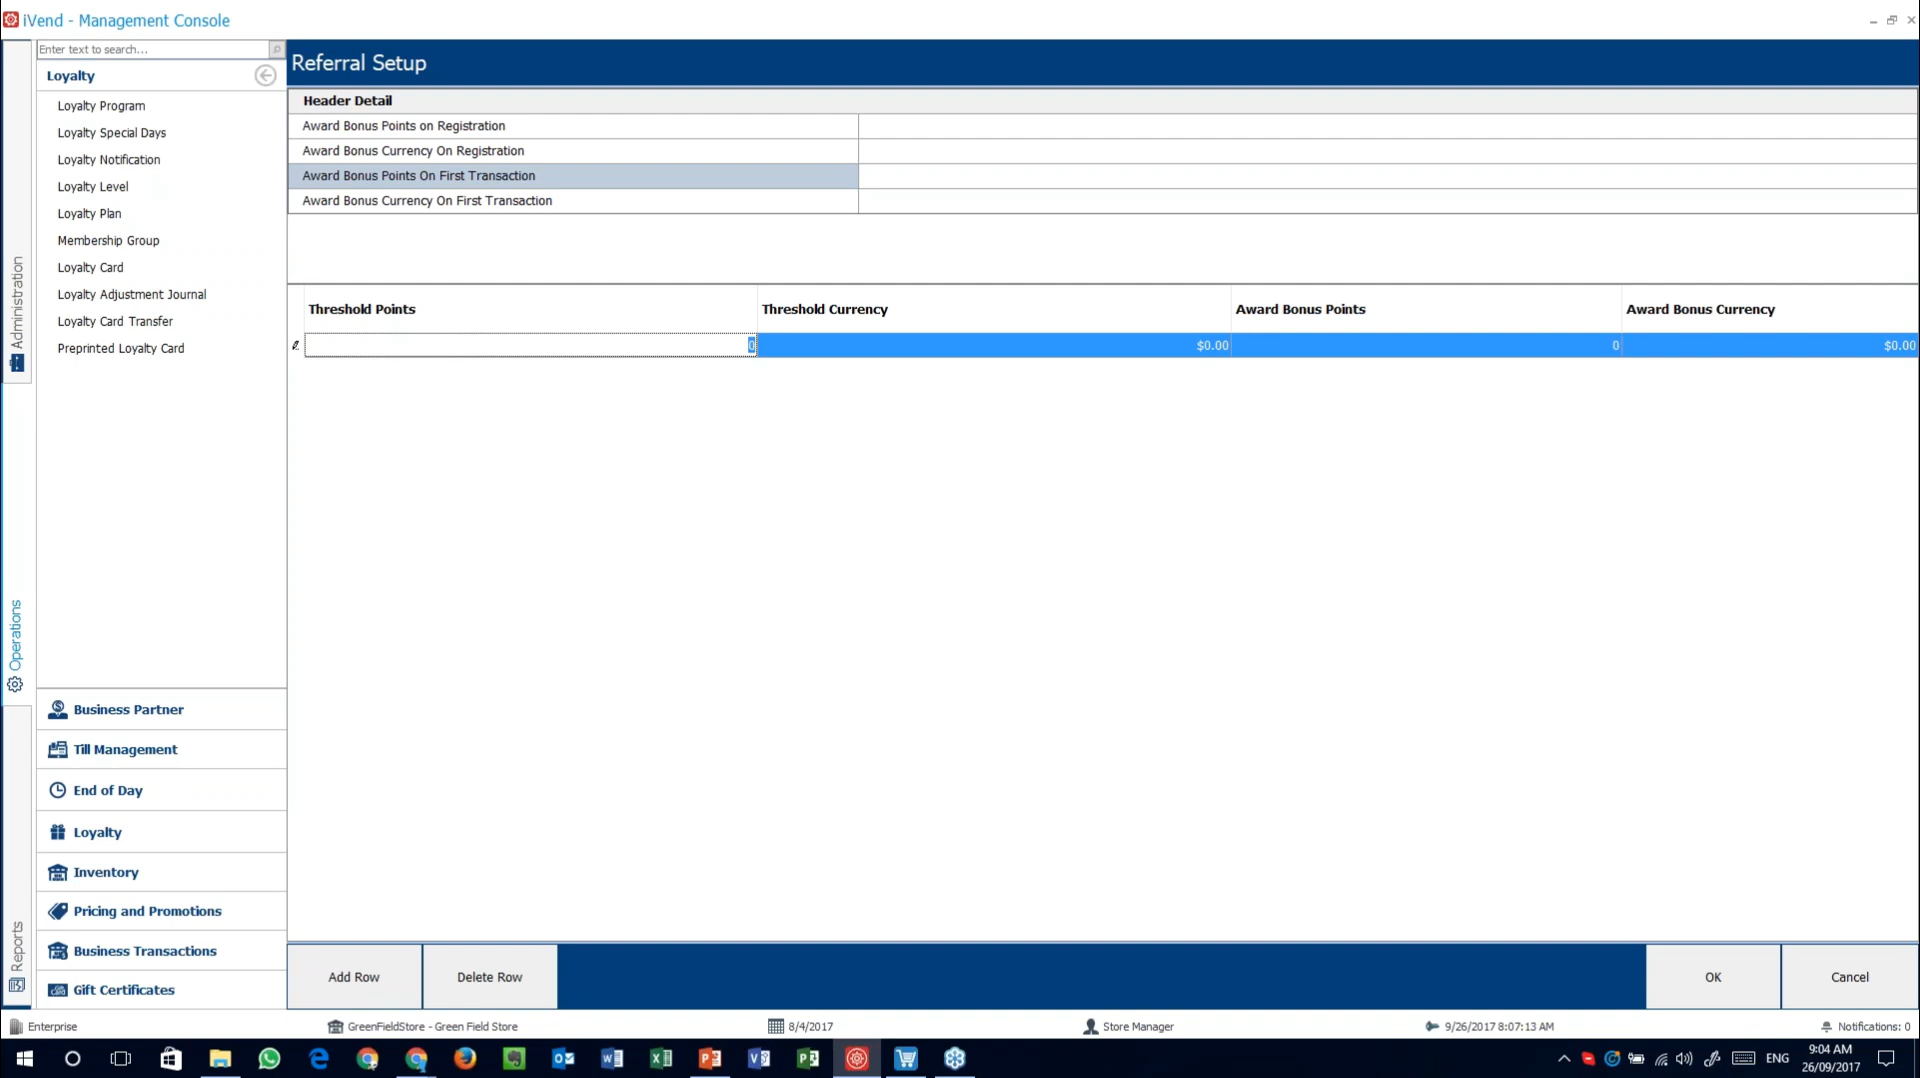 iVend - Management Console
Enter text to search...
Referral Setup
Loyalty
Loyalty Program
Loyalty Special Days
Loyalty Notification
Loyalty Level
Loyalty Plan
Membership Group
Loyalty Card
Loyalty Adjustment Journal
Loyalty Card Transfer
Preprinted Loyalty Card
Administration
Operations
Reports
Header Detail
Award Bonus Points on Registration
Award Bonus Currency On Registration
Award Bonus Points On First Transaction
Award Bonus Currency On First Transaction
Threshold Points Threshold Currency Award Bonus Points Award Bonus Currency
0 $0.00 0 $0.00
Business Partner
Till Management
End of Day
Loyalty
Inventory
Pricing and Promotions
Business Transactions
Gift Certificates
Add Row Delete Row OK Cancel
Enterprise GreenFieldStore - Green Field Store 8/4/2017 Store Manager 9/26/2017 8:07:13 AM Notifications: 0
ENG 9:04 AM
26/09/2017